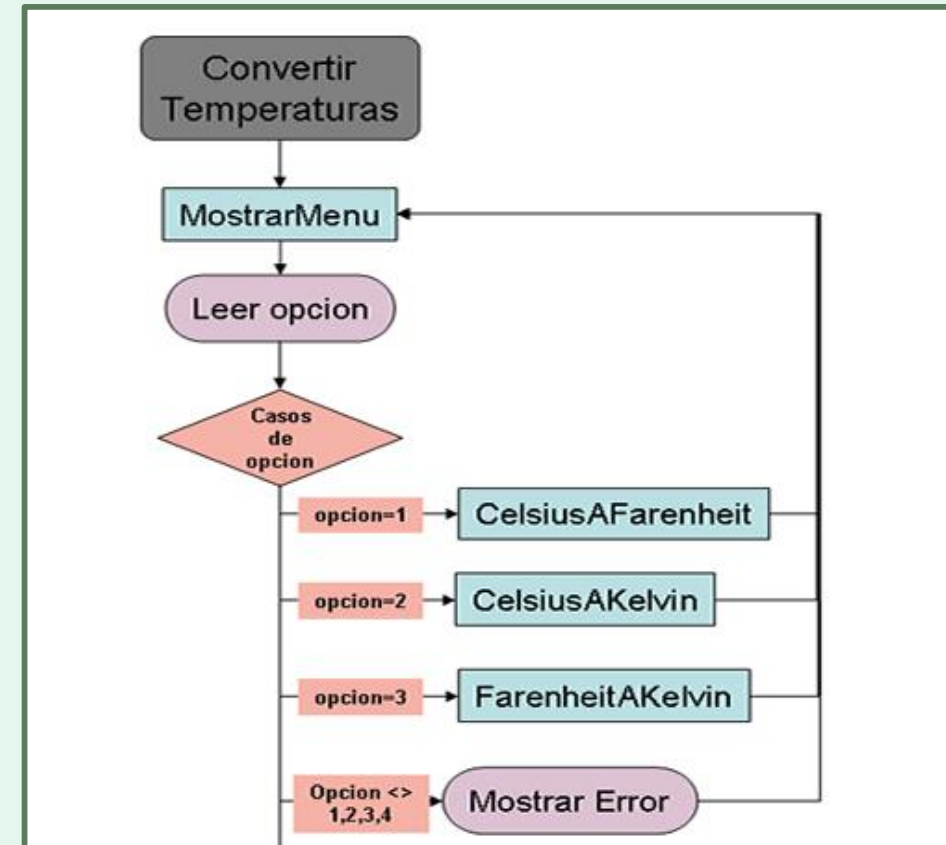 Convertir
Temperaturas
MostrarMenu
Leer opcion
Casos
de
opcion
opcion=1
CelsiusAFarenheit
opcion=2
CelsiusAKelvin
opcion=3
FarenheitAKelvin
Opcion <>
1,2,3,4
Mostrar Error